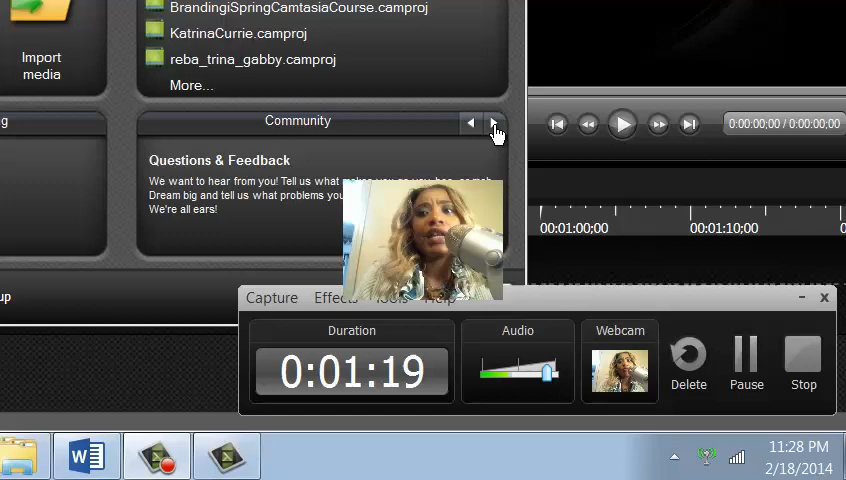 BrandingiSpringCamtasiaCourse.camproj
KatrinaCurrie.camproj
Import
media
reba_trina_gabby.camproj
More...
g
Community
0:00:00;00 / 0:00:00;00
Questions & Feedback
We want to hear from you! Tell us what
Dream big and tell us what problems
We're all ears!
00:01:00;00
00:01:10;00
up
Capture
Effects
Tools
Help
Duration
Audio
Webcam
0:01:19
Delete
Pause
Stop
11:28 PM
2/18/2014